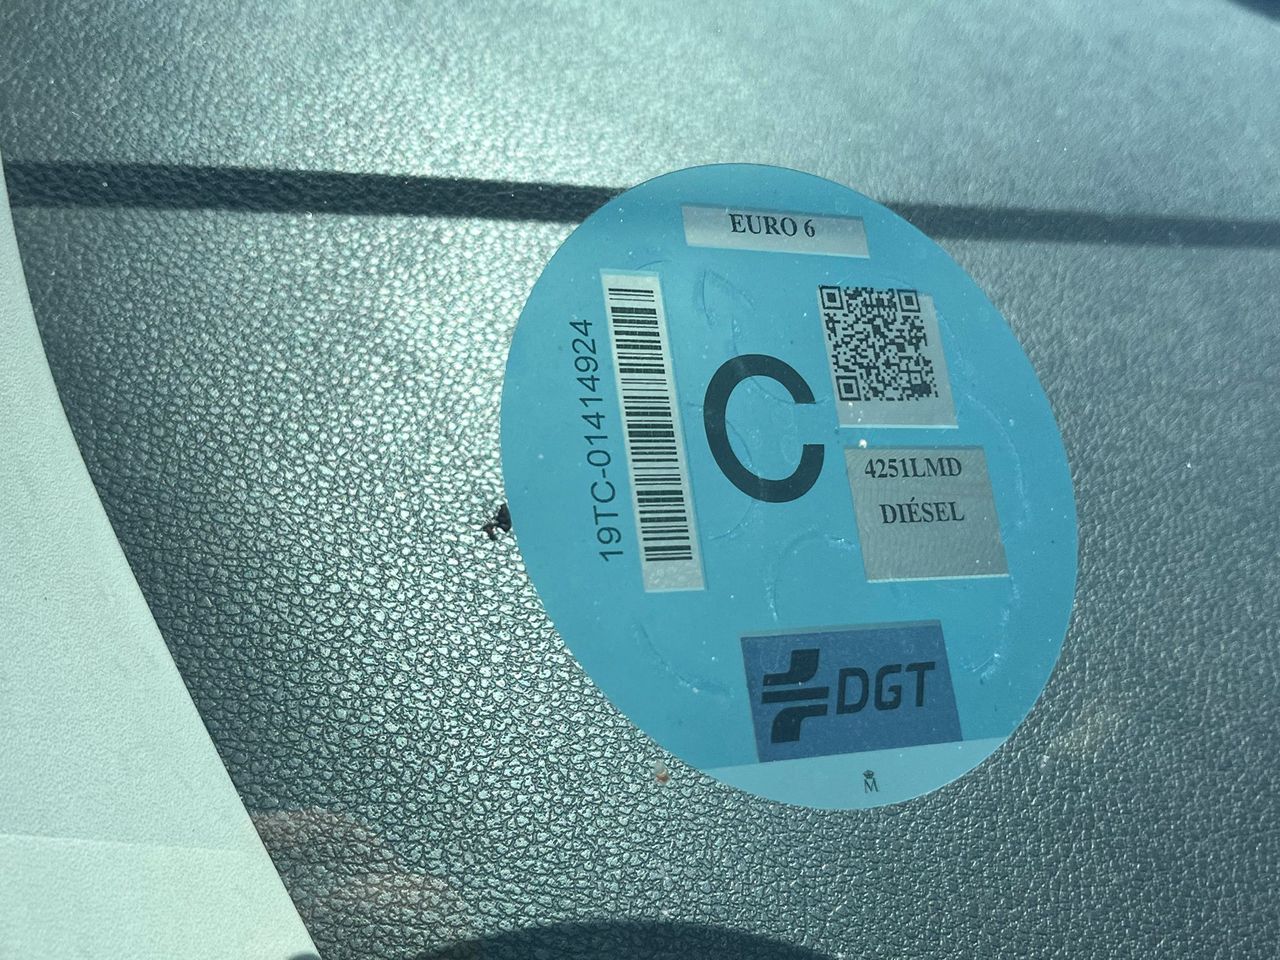 EURO 6
19TC-01414924
C
4251LMD
DIÉSEL
DGT
M